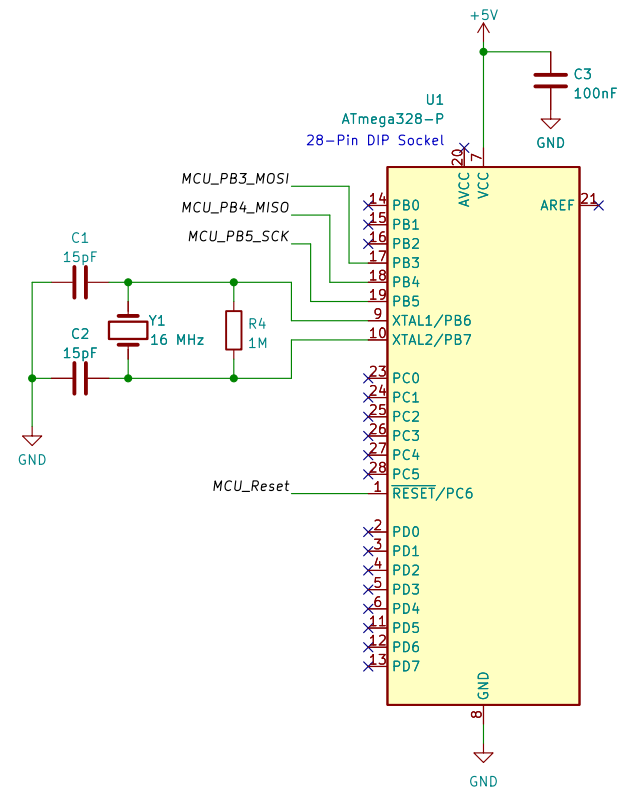 +5V
C3
100nF
GND
U1
ATmega328-P
28-Pin DIP Sockel
20
7
AVCC
VCC
MCU_PB3_MOSI
MCU_PB4_MISO
MCU_PB5_SCK
14 PB0
15 PB1
16 PB2
17 PB3
18 PB4
19 PB5
9 XTAL1/PB6
10 XTAL2/PB7
AREF 21
C1
15pF
C2
15pF
Y1
16 MHz
R4
1M
GND
23 PC0
24 PC1
25 PC2
26 PC3
27 PC4
28 PC5
MCU_Reset
1 RESET/PC6
2 PD0
3 PD1
4 PD2
5 PD3
6 PD4
11 PD5
12 PD6
13 PD7
GND
8
GND